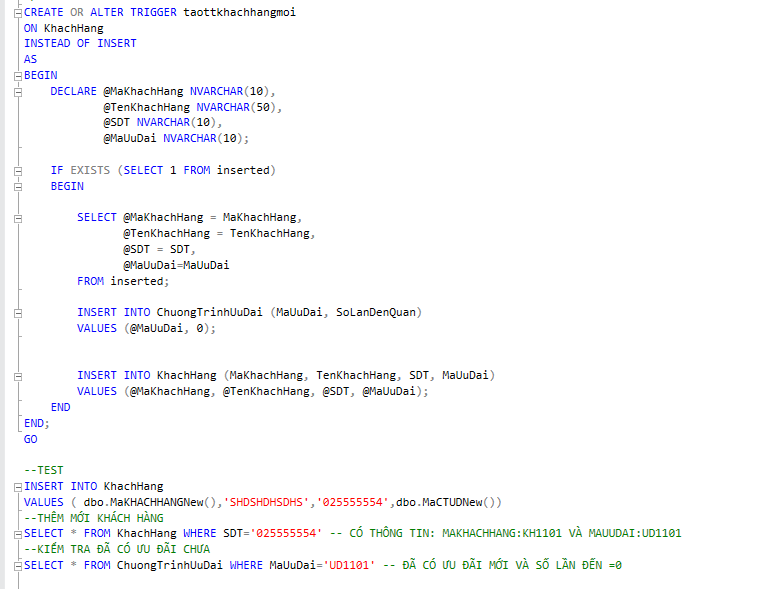 CREATE OR ALTER TRIGGER taottkhachhangmoi
ON KhachHang
INSTEAD OF INSERT
AS
BEGIN
DECLARE @MaKhachHang NVARCHAR(10),
@TenKhachHang NVARCHAR(50),
@SDT NVARCHAR(10),
@MaUuDai NVARCHAR(10);
IF EXISTS (SELECT 1 FROM inserted)
BEGIN
SELECT @MaKhachHang = MaKhachHang,
@TenKhachHang = TenKhachHang,
@SDT = SDT,
@MaUuDai=MaUuDai
FROM inserted;
INSERT INTO ChuongTrinhUuDai (MaUuDai, SoLanDenQuan)
VALUES (@MaUuDai, 0);
INSERT INTO KhachHang (MaKhachHang, TenKhachHang, SDT, MaUuDai)
VALUES (@MaKhachHang, @TenKhachHang, @SDT, @MaUuDai);
END
END;
GO
--TEST
INSERT INTO KhachHang
VALUES ( dbo.MaKHACHHANGNew(),'SHDSHDHSDHS','025555554',dbo.MaCTUDNew())
--THÊM MỚI KHÁCH HÀNG
SELECT * FROM KhachHang WHERE SDT='025555554' -- CÓ THÔNG TIN: MAKHACHHANG:KH1101 VÀ MAUUDAI:UD1101
--KIỂM TRA ĐÃ CÓ ƯU ĐÃI CHƯA
SELECT * FROM ChuongTrinhUuDai WHERE MaUuDai='UD1101' -- ĐÃ CÓ ƯU ĐÃI MỚI VÀ SỐ LẦN ĐẾN =0